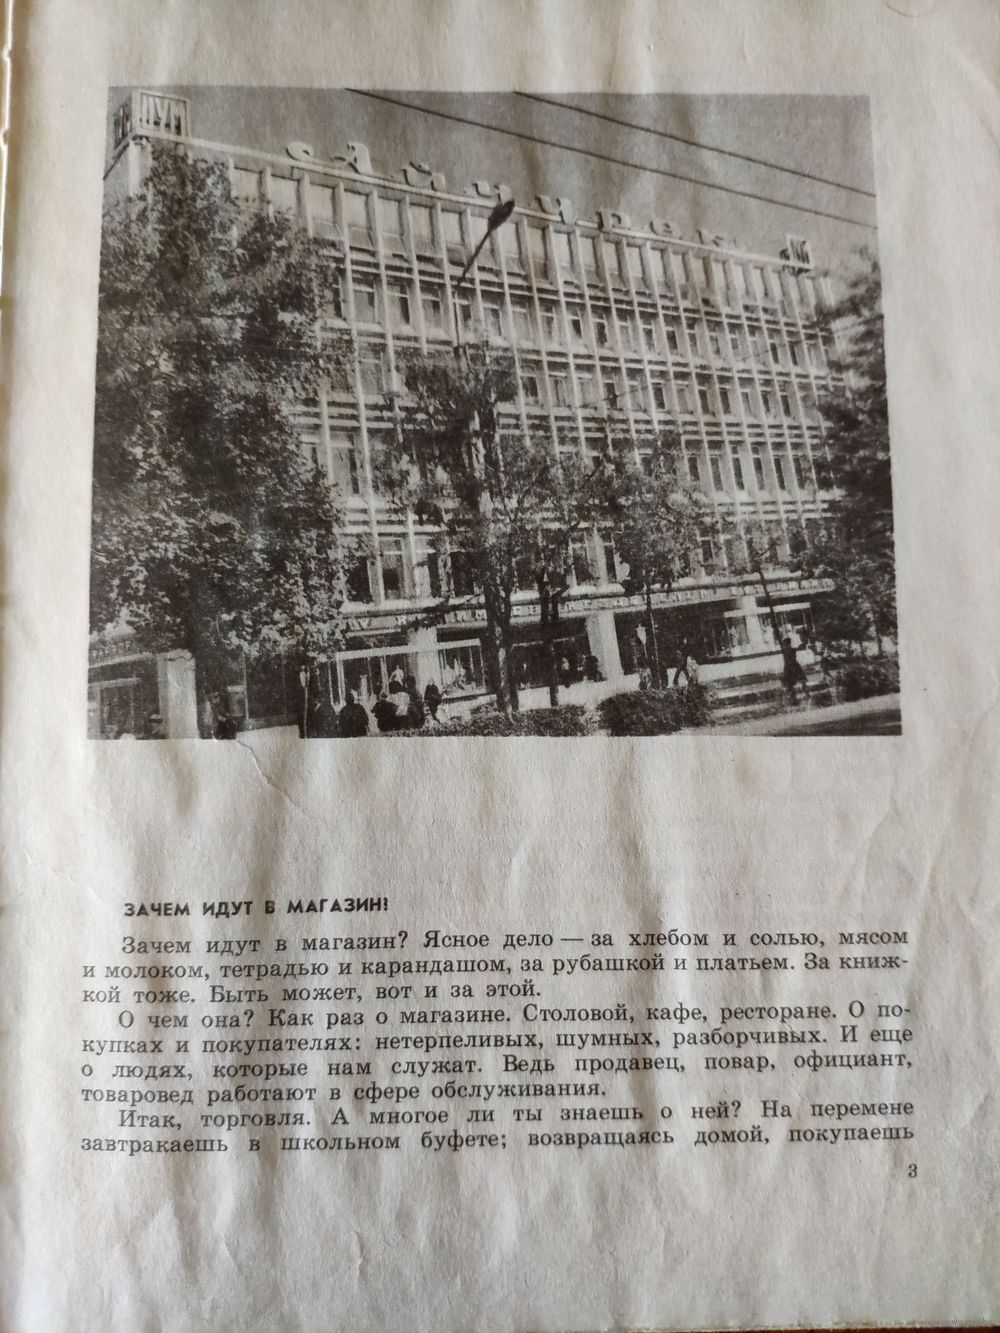 ЦУМ
ай чүрек
ЗАЧЕМ ИДУТ В МАГАЗИН?
Зачем идут в магазин? Ясное дело — за хлебом и солью, мясом
и молоком, тетрадью и карандашом, за рубашкой и платьем. За книж-
кой тоже. Быть может, вот и за этой.
О чем она? Как раз о магазине. Столовой, кафе, ресторане. О по-
купках и покупателях: нетерпеливых, шумных, разборчивых. И еще
о людях, которые нам служат. Ведь продавец, повар, официант,
товаровед работают в сфере обслуживания.
Итак, торговля. А многое ли ты знаешь о ней? На перемене
завтракаешь в школьном буфете; возвращаясь домой, покупаешь
3